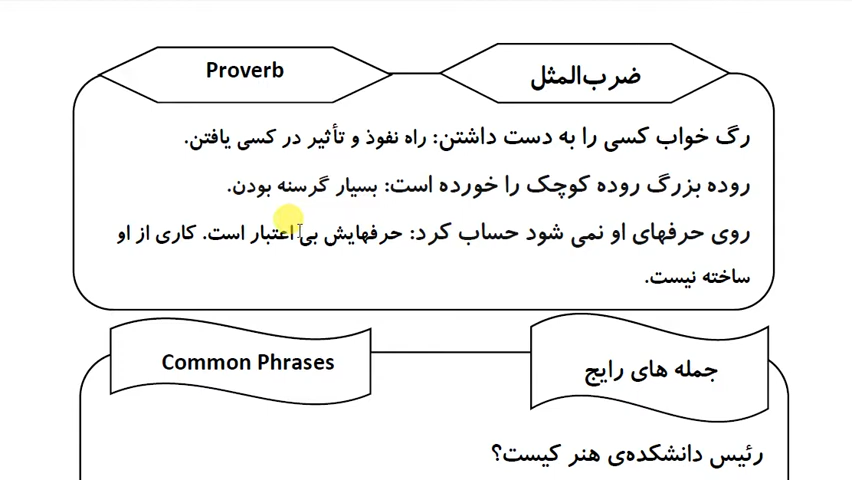 ضرب‌المثل
Proverb
رگ خواب کسی را به دست داشتن: راه نفوذ و تأثیر در کسی یافتن.
روده بزرگ روده کوچک را خورده است: بسیار گرسنه بودن.
روی حرفهای او نمی شود حساب کرد: حرفهایش بی اعتبار است. کاری از او
ساخته نیست.
جمله های رایج
Common Phrases
رئیس دانشکده‌ی هنر کیست؟